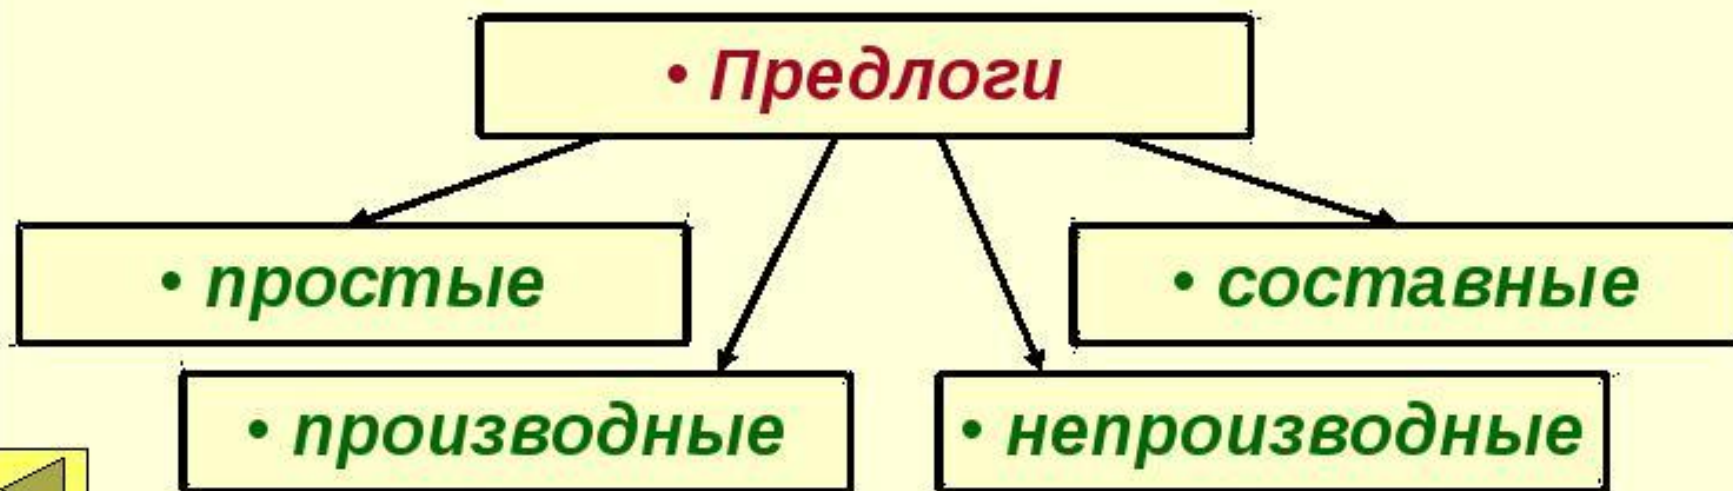 • Предлоги
• простые
• составные
• производные
• непроизводные